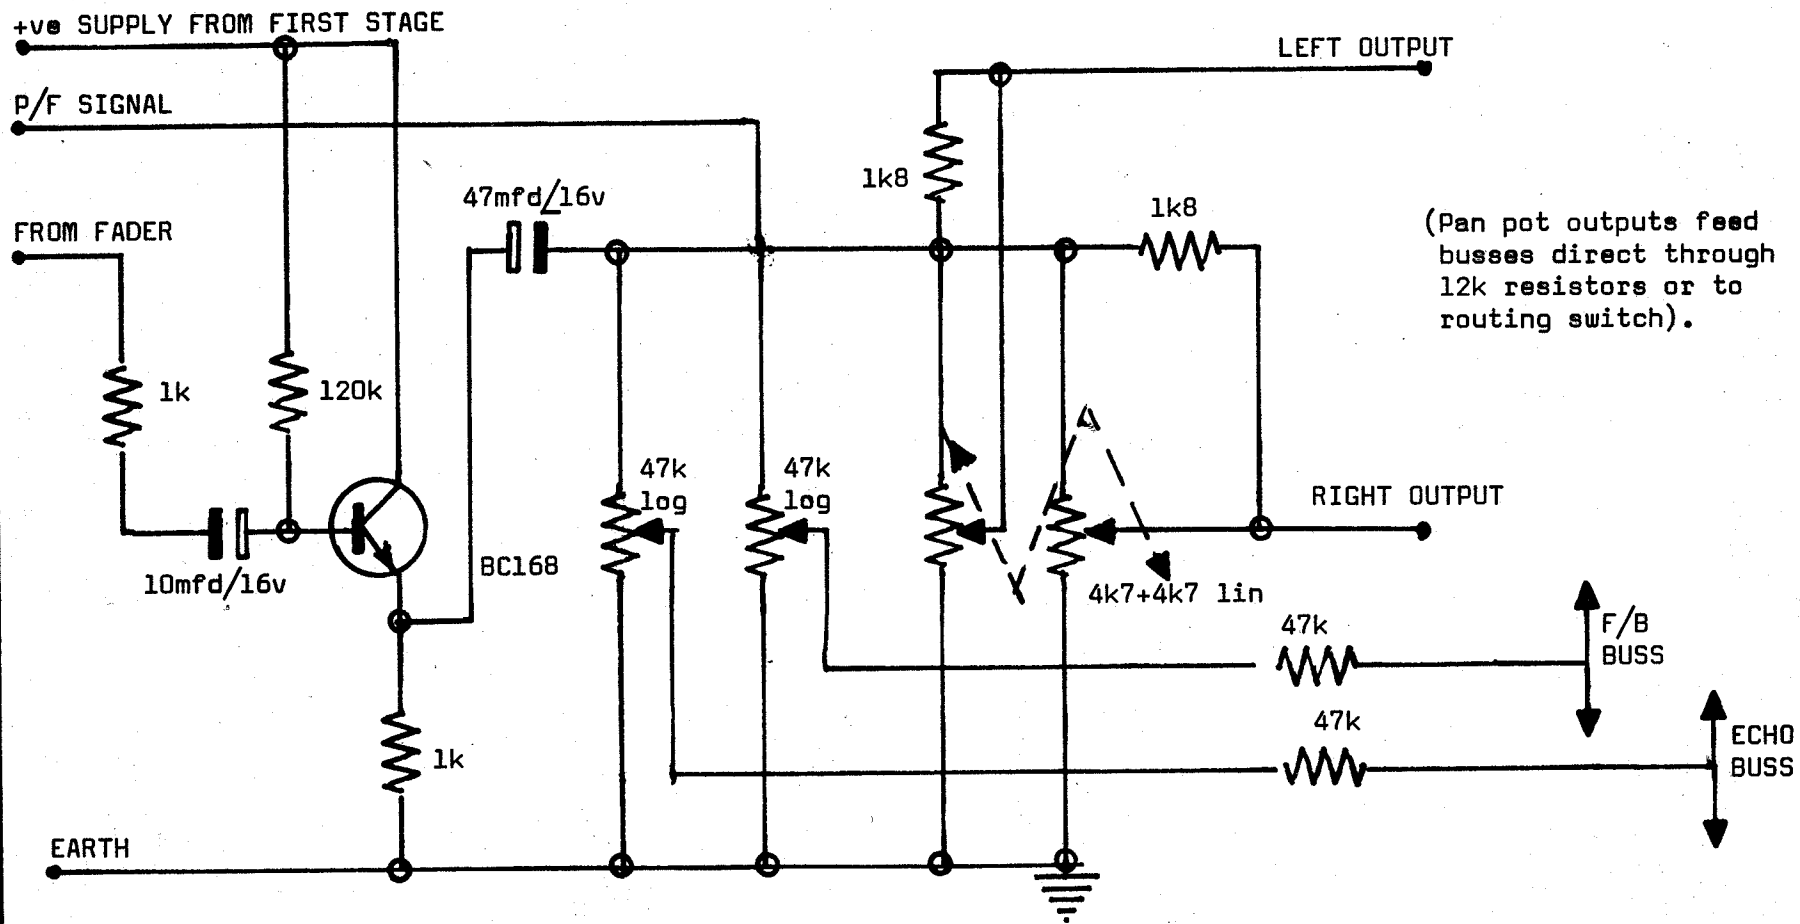 +ve SUPPLY FROM FIRST STAGE
LEFT OUTPUT
P/F SIGNAL
1k8
47mfd/16v
1k8
FROM FADER
(Pan pot outputs feed
busses direct through
12k resistors or to
routing switch).
1k
120k
47k
log
47k
log
RIGHT OUTPUT
BC168
10mfd/16v
4k7+4k7 lin
47k
F/B
BUSS
47k
ECHO
BUSS
1k
EARTH